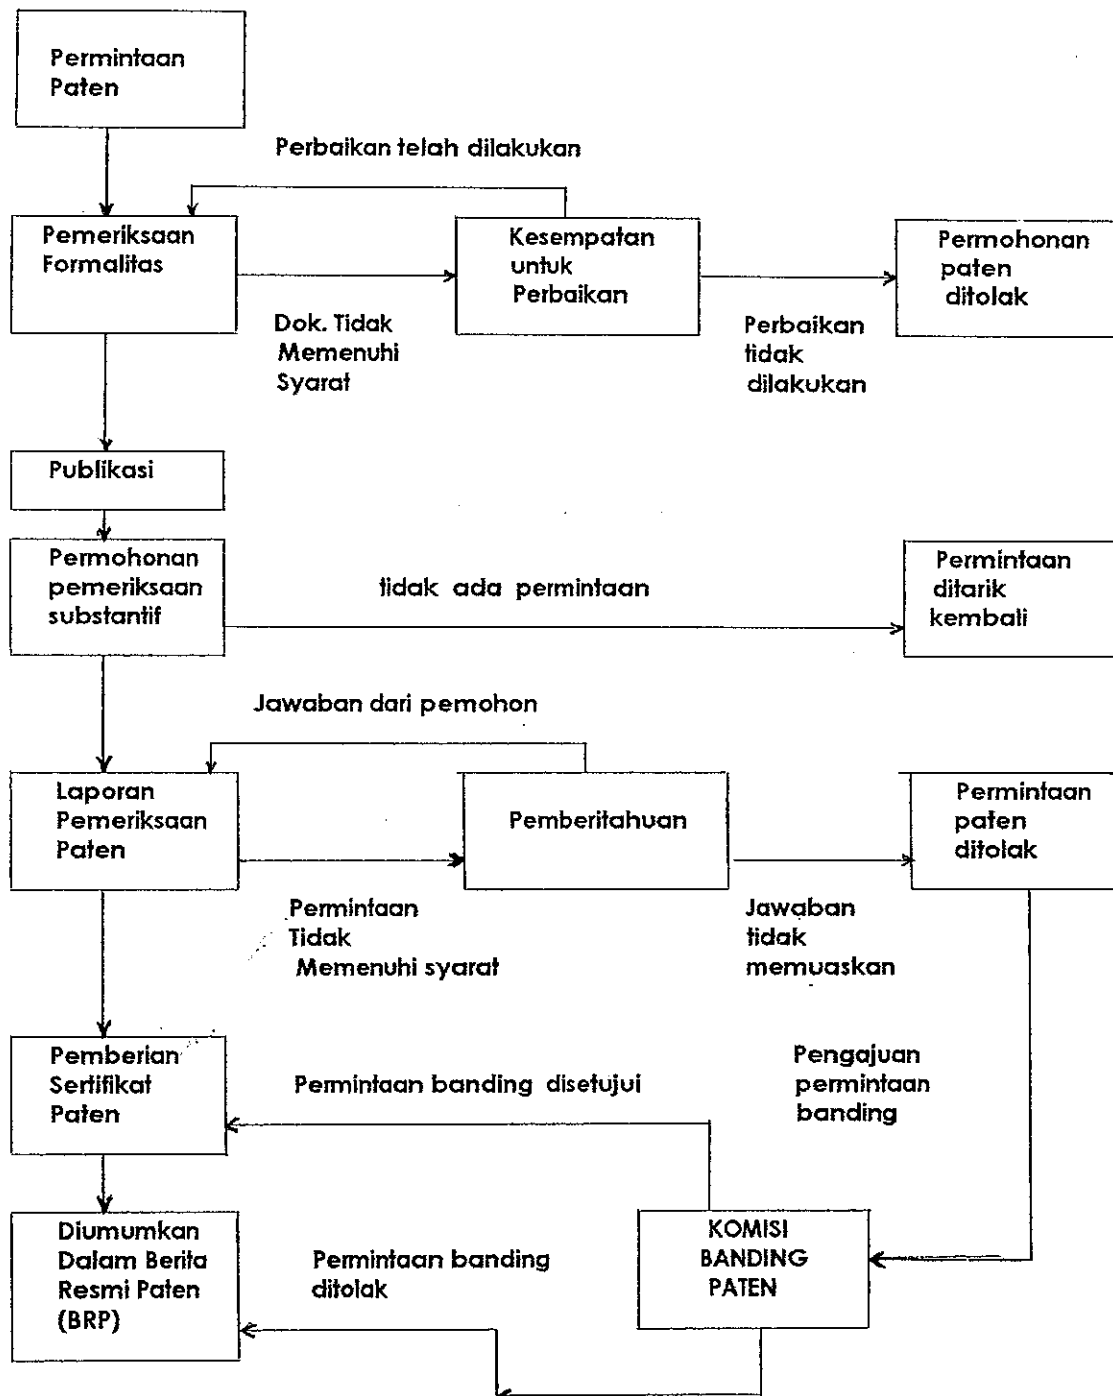 Permintaan
Paten
Perbaikan telah dilakukan
Pemeriksaan
Formalitas
Kesempatan
untuk
Perbaikan
Permohonan
paten
ditolak
Dok. Tidak
Memenuhi
Syarat
Perbaikan
tidak
dilakukan
Publikasi
Permohonan
pemeriksaan
substantif
tidak ada permintaan
Permintaan
ditarik
kembali
Jawaban dari pemohon
Laporan
Pemeriksaan
Paten
Pemberitahuan
Permintaan
paten
ditolak
Permintaan
Tidak
Memenuhi syarat
Jawaban
tidak
memuaskan
Pemberian
Sertifikat
Paten
Permintaan banding disetujui
Pengajuan
permintaan
banding
Diumumkan
Dalam Berita
Resmi Paten
(BRP)
Permintaan banding
ditolak
KOMISI
BANDING
PATEN